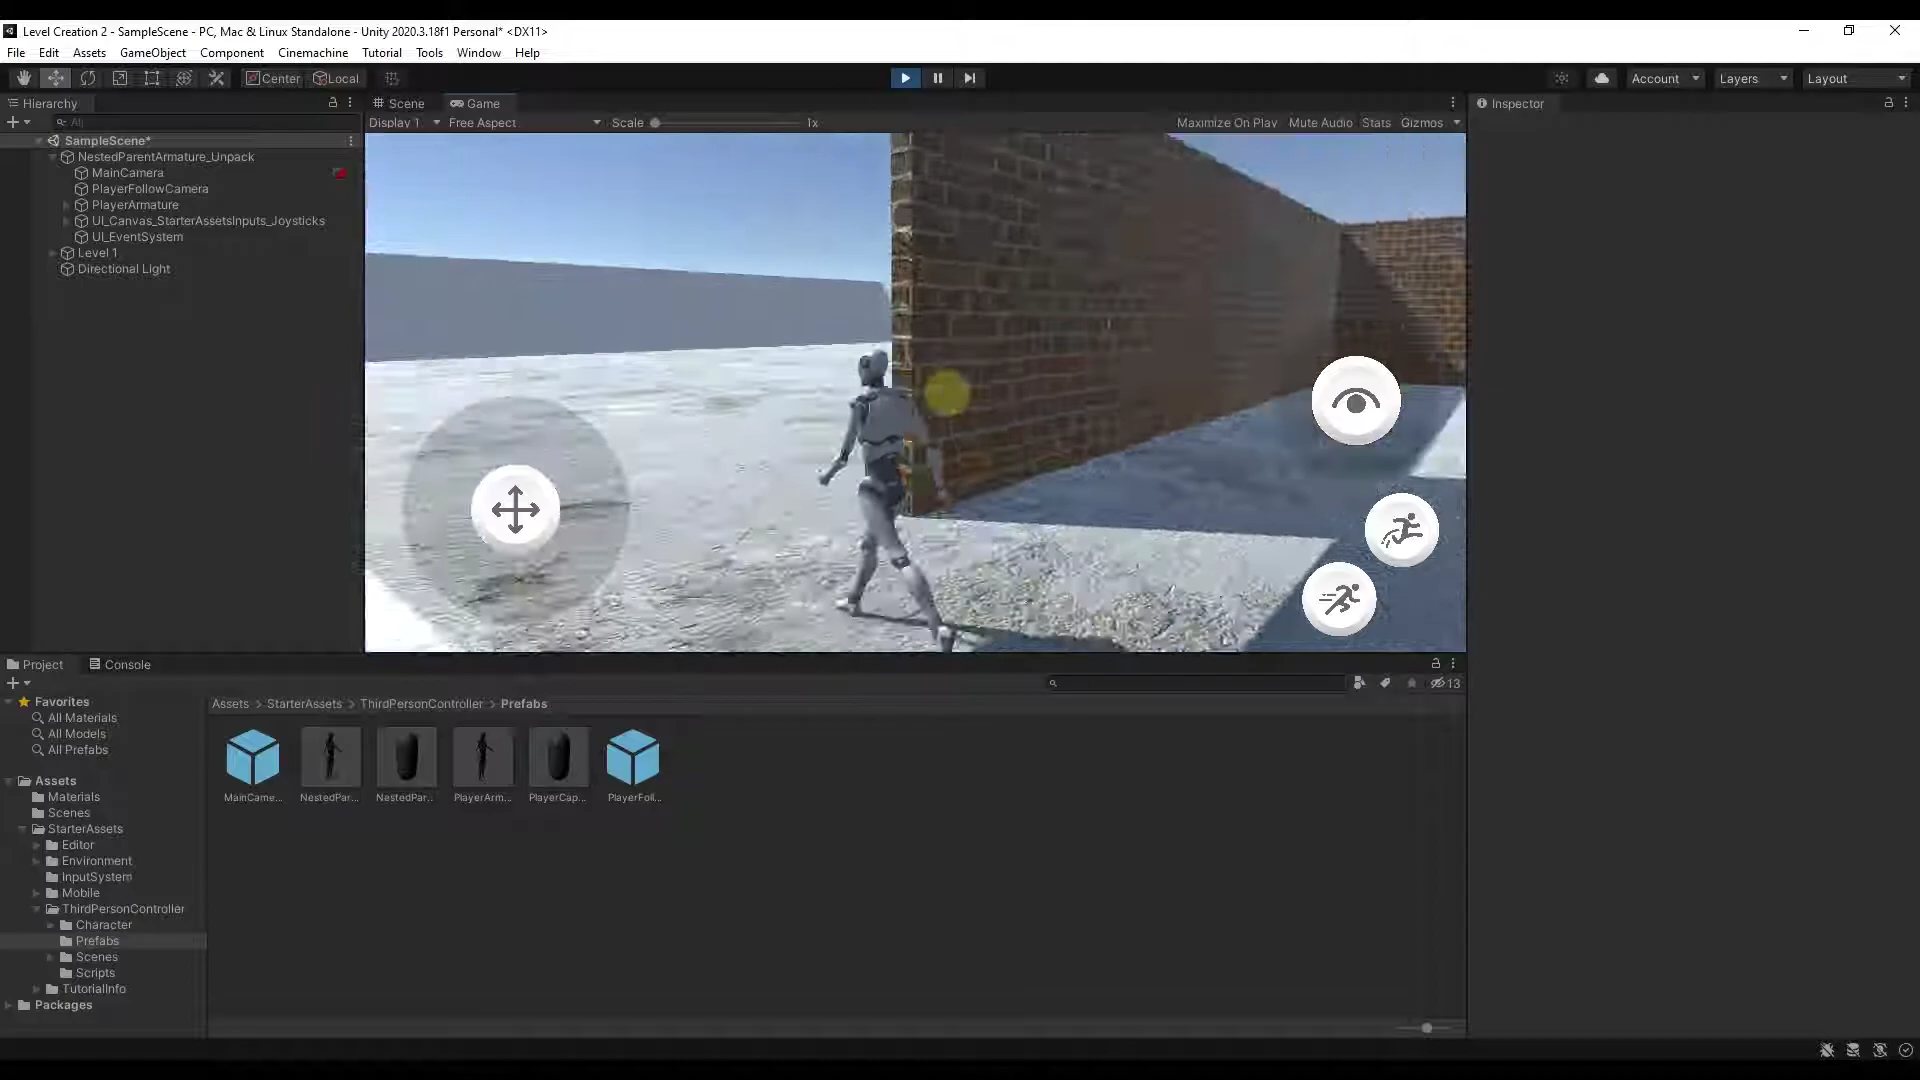 Level Creation 2 - SampleScene - PC, Mac & Linux Standalone - Unity 2020.3.18f1 Personal* <DX11>
File Edit Assets GameObject Component Cinemachine Tutorial Tools Window Help
Center Local Account Layers Layout
Hierarchy
Scene Game
Inspector
All
Display 1 Free Aspect Scale 1x Maximize On Play Mute Audio Stats Gizmos
SampleScene*
NestedParentArmature_Unpack
MainCamera
PlayerFollowCamera
PlayerArmature
UI_Canvas_StarterAssetsInputs_Joysticks
UI_EventSystem
Level 1
Directional Light
Project Console
13
Favorites
All Materials
All Models
All Prefabs
Assets
Materials
Scenes
StarterAssets
Editor
Environment
InputSystem
Mobile
ThirdPersonController
Character
Prefabs
Scenes
Scripts
TutorialInfo
Packages
Assets > StarterAssets > ThirdPersonController > Prefabs
MainCame... NestedPar... NestedPar... PlayerArm... PlayerCap... PlayerFoll...